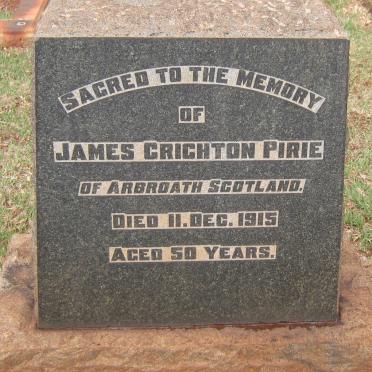 SACRED TO THE MEMORY
OF
JAMES CRICHTON PIRIE
OF ARBROATH SCOTLAND.
DIED 11. DEC. 1915
AGED 50 YEARS.